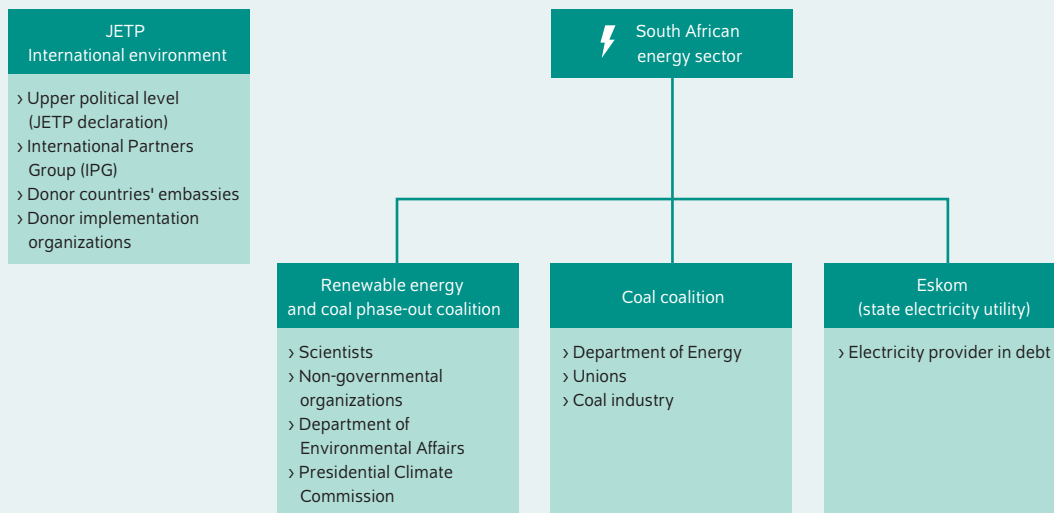 JETP
International environment
› Upper political level
(JETP declaration)
› International Partners
Group (IPG)
› Donor countries' embassies
› Donor implementation
organizations
South African
energy sector
Renewable energy
and coal phase-out coalition
› Scientists
› Non-governmental
organizations
› Department of
Environmental Affairs
› Presidential Climate
Commission
Coal coalition
› Department of Energy
› Unions
› Coal industry
Eskom
(state electricity utility)
› Electricity provider in debt